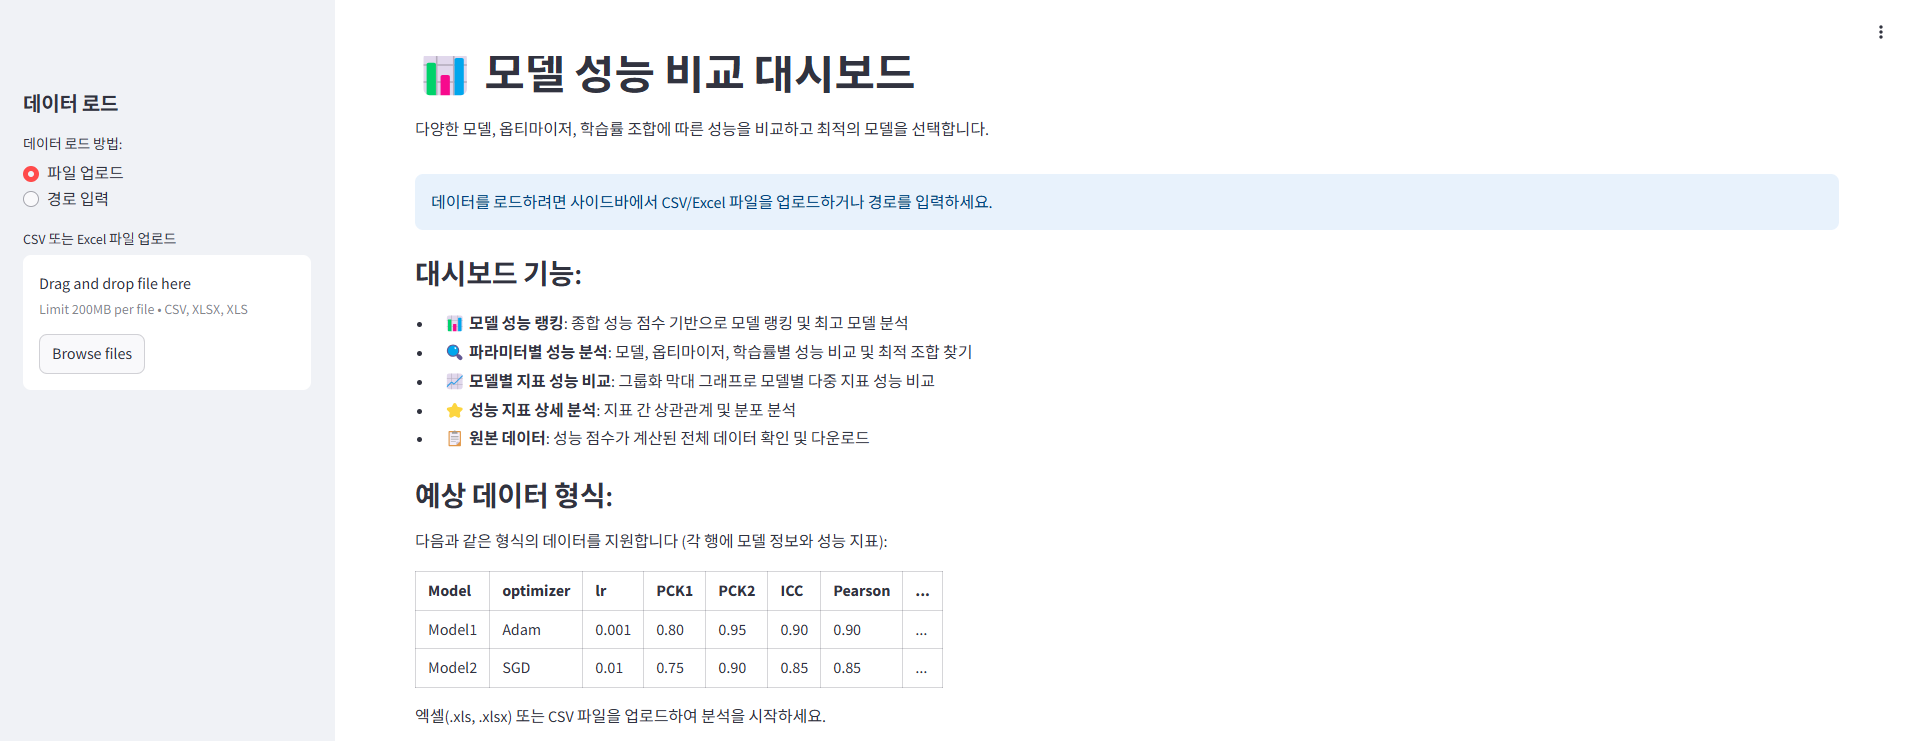 데이터 로드
데이터 로드 방법:
파일 업로드
경로 입력
CSV 또는 Excel 파일 업로드
Drag and drop file here
Limit 200MB per file • CSV, XLSX, XLS
Browse files
📊 모델 성능 비교 대시보드
다양한 모델, 옵티마이저, 학습률 조합에 따른 성능을 비교하고 최적의 모델을 선택합니다.
데이터를 로드하려면 사이드바에서 CSV/Excel 파일을 업로드하거나 경로를 입력하세요.
대시보드 기능:
• 📊 모델 성능 랭킹: 종합 성능 점수 기반으로 모델 랭킹 및 최고 모델 분석
• 🔍 파라미터별 성능 분석: 모델, 옵티마이저, 학습률별 성능 비교 및 최적 조합 찾기
• 📈 모델별 지표 성능 비교: 그룹화 막대 그래프로 모델별 다중 지표 성능 비교
• ⭐ 성능 지표 상세 분석: 지표 간 상관관계 및 분포 분석
• 📋 원본 데이터: 성능 점수가 계산된 전체 데이터 확인 및 다운로드
예상 데이터 형식:
다음과 같은 형식의 데이터를 지원합니다 (각 행에 모델 정보와 성능 지표):
Model optimizer lr PCK1 PCK2 ICC Pearson ...
Model1 Adam 0.001 0.80 0.95 0.90 0.90 ...
Model2 SGD 0.01 0.75 0.90 0.85 0.85 ...
엑셀(.xls, .xlsx) 또는 CSV 파일을 업로드하여 분석을 시작하세요.